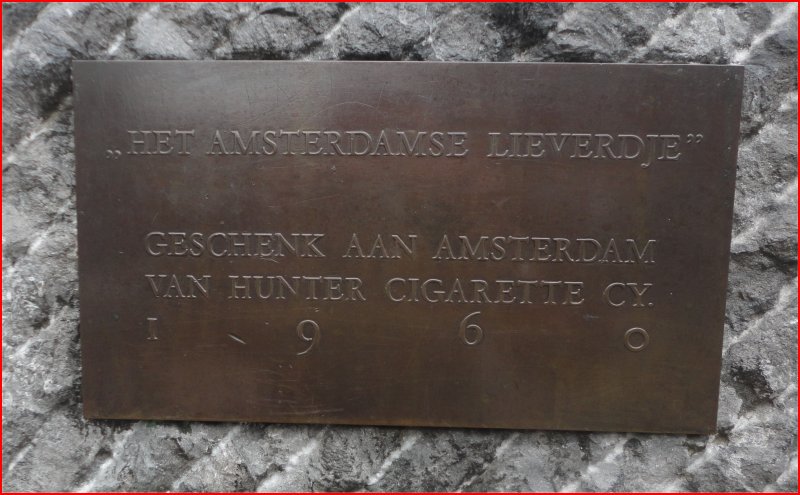 „HET AMSTERDAMSE LIEVERDJE”
GESCHENK AAN AMSTERDAM
VAN HUNTER CIGARETTE CY.
1 9 6 0